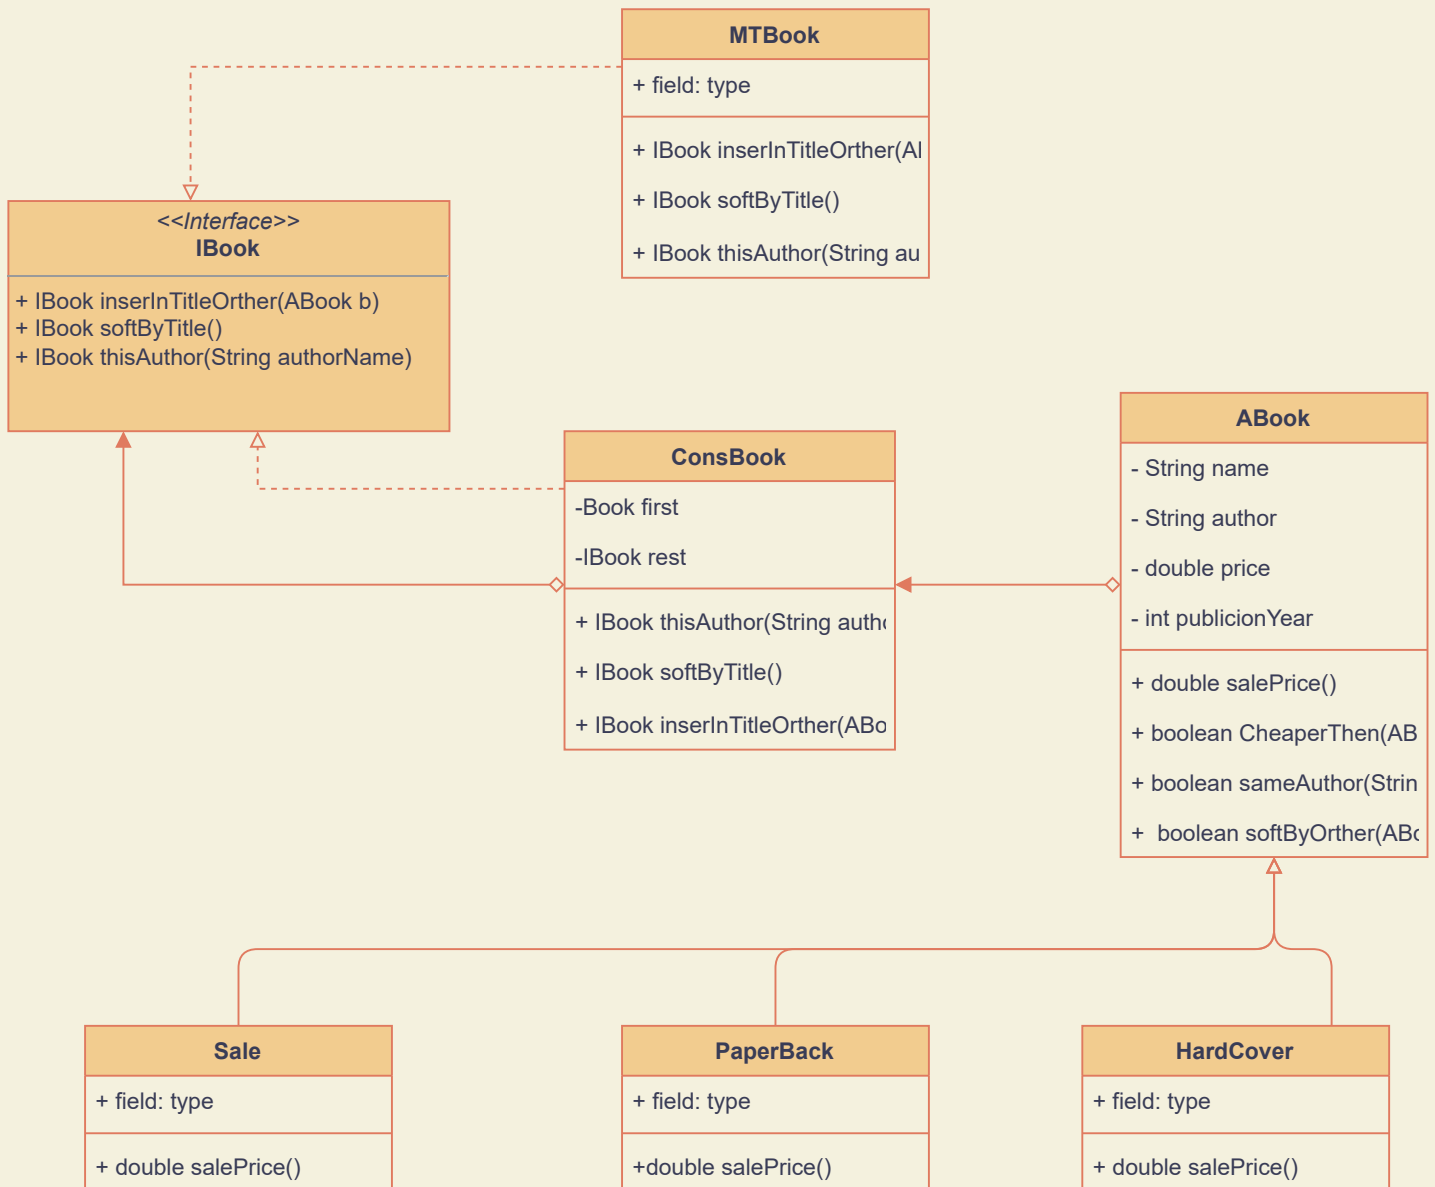 MTBook
+ field: type
+ IBook inserInTitleOrther(A
+ IBook softByTitle()
+ IBook thisAuthor(String au
<<Interface>>
IBook
+ IBook inserInTitleOrther(ABook b)
+ IBook softByTitle()
+ IBook thisAuthor(String authorName)
ConsBook
-Book first
-IBook rest
+ IBook thisAuthor(String auth
+ IBook softByTitle()
+ IBook inserInTitleOrther(ABo
ABook
- String name
- String author
- double price
- int publicionYear
+ double salePrice()
+ boolean CheaperThen(AB
+ boolean sameAuthor(Strin
+ boolean softByOrther(AB
Sale
+ field: type
+ double salePrice()
PaperBack
+ field: type
+double salePrice()
HardCover
+ field: type
+ double salePrice()